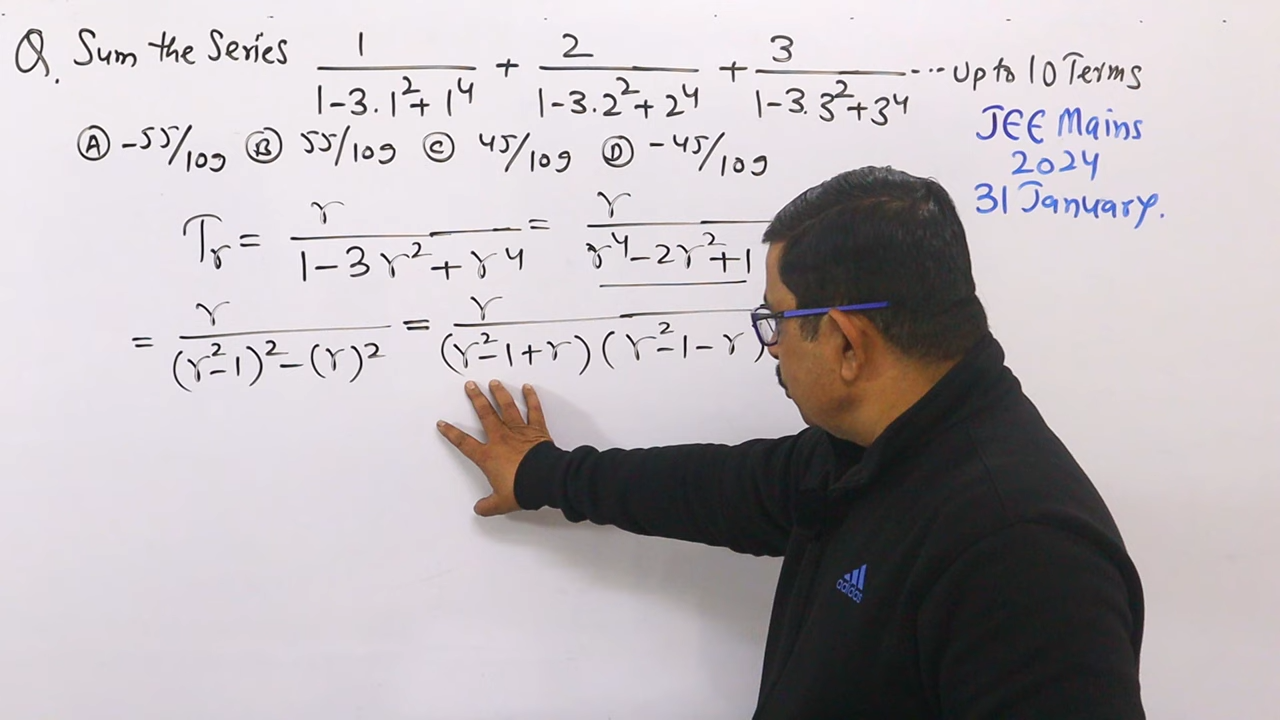 Q. Sum the Series 1/(1-3.1²+1⁴) + 2/(1-3.2²+2⁴) + 3/(1-3.3²+3⁴) ... up to 10 Terms
Ⓐ -55/109 Ⓑ 55/109 Ⓒ 45/109 Ⓓ -45/109
JEE Mains
2024
31 January.
Tr = r/(1-3r²+r⁴) = r/(r⁴-2r²+1
= r/((r²-1)²-(r)²) = r/((r²-1+r)(r²-1-r)
adidas